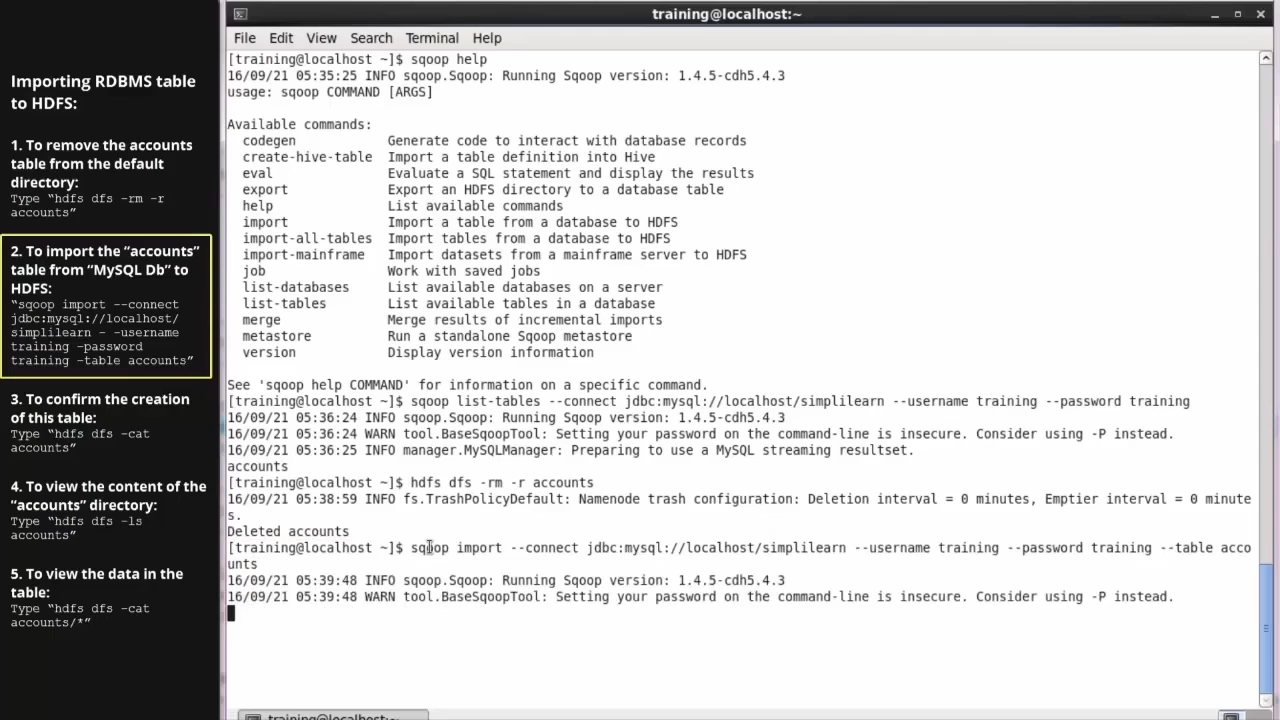 Importing RDBMS table
to HDFS:
1. To remove the accounts
table from the default
directory:
Type “hdfs dfs –rm –r
accounts”
2. To import the “accounts”
table from “MySQL Db” to
HDFS:
“sqoop import --connect
jdbc:mysql://localhost/
simplilearn – -username
training –password
training –table accounts”
3. To confirm the creation
of this table:
Type “hdfs dfs –cat
accounts”
4. To view the content of the
“accounts” directory:
Type “hdfs dfs –ls
accounts”
5. To view the data in the
table:
Type “hdfs dfs –cat
accounts/*”
training@localhost:~
File Edit View Search Terminal Help
[training@localhost ~]$ sqoop help
16/09/21 05:35:25 INFO sqoop.Sqoop: Running Sqoop version: 1.4.5-cdh5.4.3
usage: sqoop COMMAND [ARGS]
Available commands:
codegen Generate code to interact with database records
create-hive-table Import a table definition into Hive
eval Evaluate a SQL statement and display the results
export Export an HDFS directory to a database table
help List available commands
import Import a table from a database to HDFS
import-all-tables Import tables from a database to HDFS
import-mainframe Import datasets from a mainframe server to HDFS
job Work with saved jobs
list-databases List available databases on a server
list-tables List available tables in a database
merge Merge results of incremental imports
metastore Run a standalone Sqoop metastore
version Display version information
See 'sqoop help COMMAND' for information on a specific command.
[training@localhost ~]$ sqoop list-tables --connect jdbc:mysql://localhost/simplilearn --username training --password training
16/09/21 05:36:24 INFO sqoop.Sqoop: Running Sqoop version: 1.4.5-cdh5.4.3
16/09/21 05:36:24 WARN tool.BaseSqoopTool: Setting your password on the command-line is insecure. Consider using -P instead.
16/09/21 05:36:25 INFO manager.MySQLManager: Preparing to use a MySQL streaming resultset.
accounts
[training@localhost ~]$ hdfs dfs -rm -r accounts
16/09/21 05:38:59 INFO fs.TrashPolicyDefault: Namenode trash configuration: Deletion interval = 0 minutes, Emptier interval = 0 minute
s.
Deleted accounts
[training@localhost ~]$ sqoop import --connect jdbc:mysql://localhost/simplilearn --username training --password training --table acco
unts
16/09/21 05:39:48 INFO sqoop.Sqoop: Running Sqoop version: 1.4.5-cdh5.4.3
16/09/21 05:39:48 WARN tool.BaseSqoopTool: Setting your password on the command-line is insecure. Consider using -P instead.
training@localhost:~